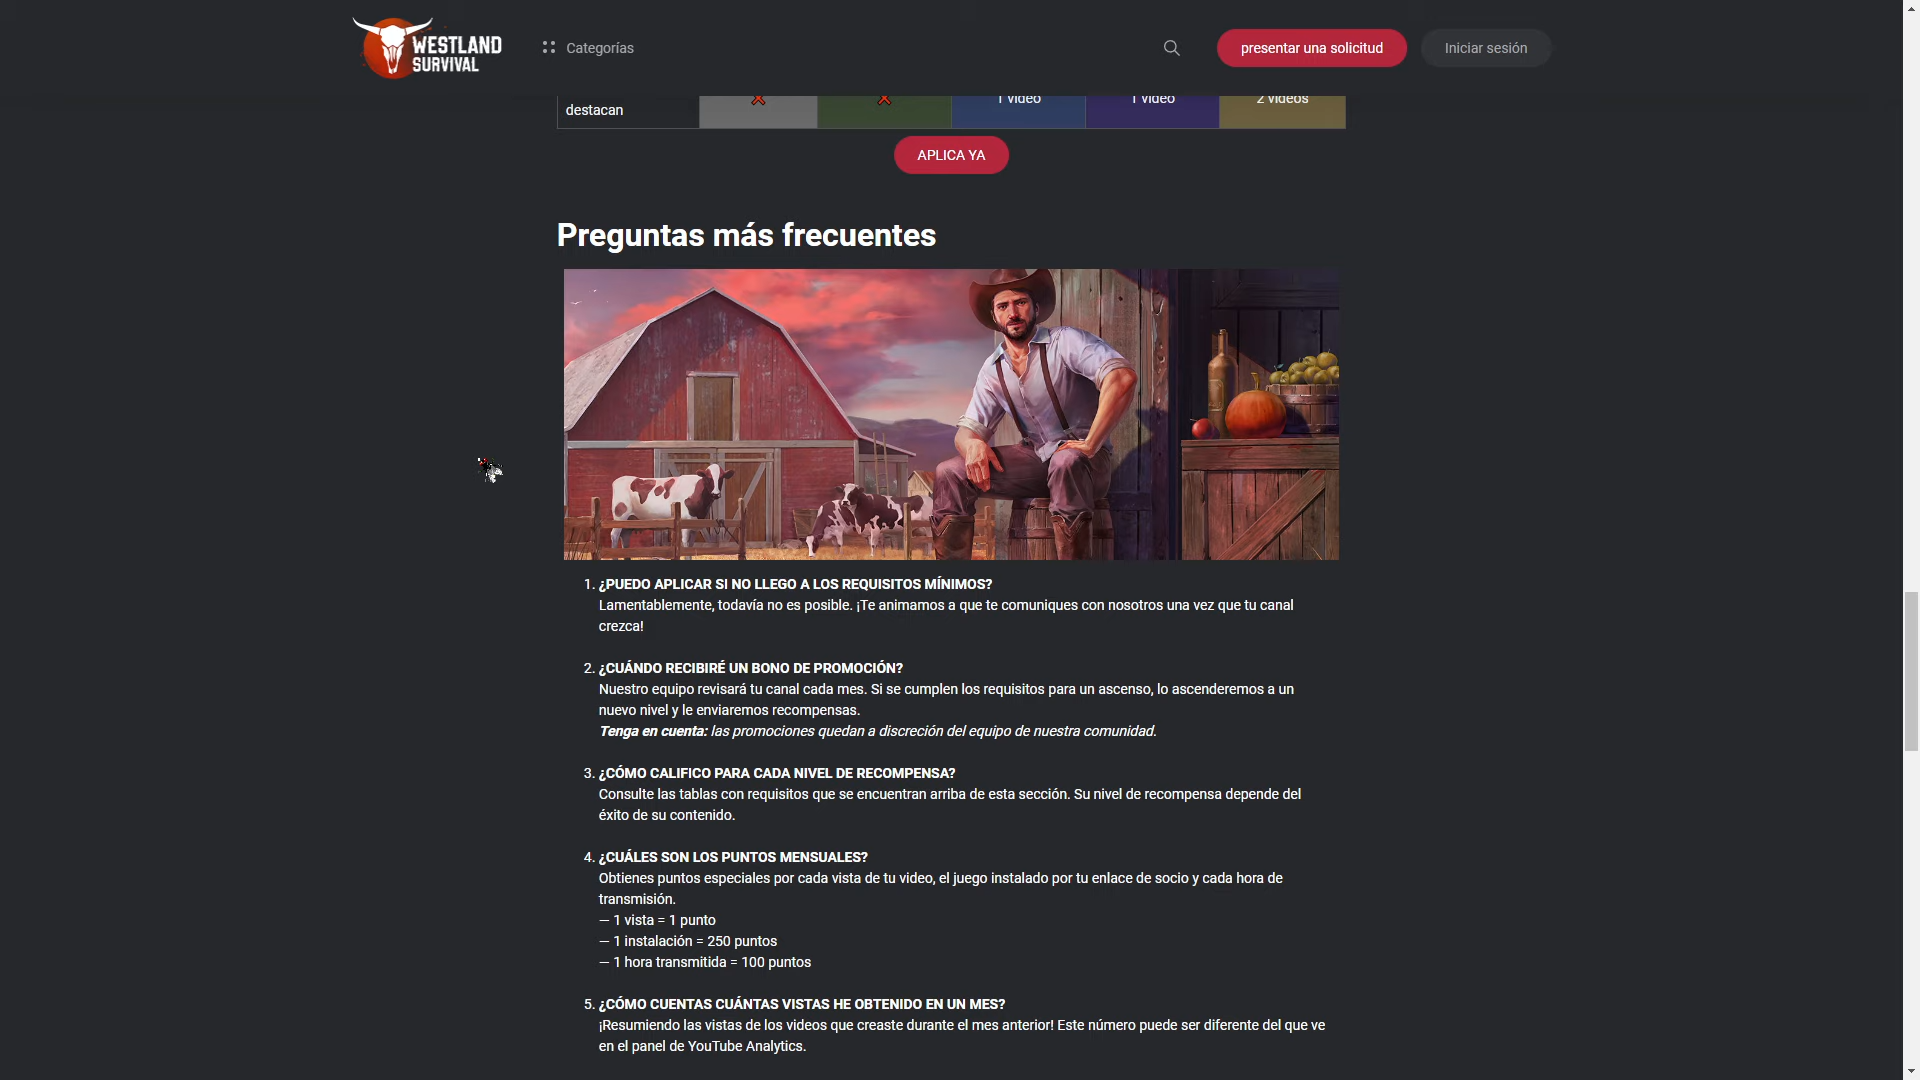 WESTLAND
SURVIVAL
Categorías
presentar una solicitud
Iniciar sesión
destacan
1 video
1 video
2 videos
APLICA YA
Preguntas más frecuentes
1. ¿PUEDO APLICAR SI NO LLEGO A LOS REQUISITOS MÍNIMOS?
Lamentablemente, todavía no es posible. ¡Te animamos a que te comuniques con nosotros una vez que tu canal
crezca!
2. ¿CUÁNDO RECIBIRÉ UN BONO DE PROMOCIÓN?
Nuestro equipo revisará tu canal cada mes. Si se cumplen los requisitos para un ascenso, lo ascenderemos a un
nuevo nivel y le enviaremos recompensas.
Tenga en cuenta: las promociones quedan a discreción del equipo de nuestra comunidad.
3. ¿CÓMO CALIFICO PARA CADA NIVEL DE RECOMPENSA?
Consulte las tablas con requisitos que se encuentran arriba de esta sección. Su nivel de recompensa depende del
éxito de su contenido.
4. ¿CUÁLES SON LOS PUNTOS MENSUALES?
Obtienes puntos especiales por cada vista de tu video, el juego instalado por tu enlace de socio y cada hora de
transmisión.
— 1 vista = 1 punto
— 1 instalación = 250 puntos
— 1 hora transmitida = 100 puntos
5. ¿CÓMO CUENTAS CUÁNTAS VISTAS HE OBTENIDO EN UN MES?
¡Resumiendo las vistas de los videos que creaste durante el mes anterior! Este número puede ser diferente del que ve
en el panel de YouTube Analytics.